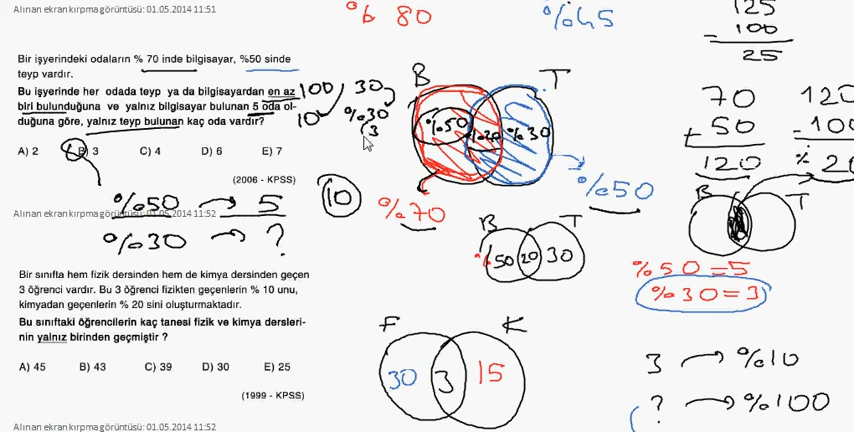 Alınan ekran kırpma görüntüsü: 01.05.2014 11:51
% 80
%45
125
- 100
25
Bir işyerindeki odaların % 70 inde bilgisayar, %50 sinde
teyp vardır.
Bu işyerinde her odada teyp ya da bilgisayardan en az
biri bulunduğuna ve yalnız bilgisayar bulunan 5 oda ol-
duğuna göre, yalnız teyp bulunan kaç oda vardır?
A) 2 B) 3 C) 4 D) 6 E) 7
(2006 - KPSS)
100 30
10 %30
3
B T
%50 %20 %30
%70
%50
10
70
+ 50
120
120
- 100
% 20
%50 → 5
Alınan ekran kırpma görüntüsü: 01.05.2014 11:52
%30 → ?
B T
50 20 30
B T
%50=5
%30=3
Bir sınıfta hem fizik dersinden hem de kimya dersinden geçen
3 öğrenci vardır. Bu 3 öğrenci fizikten geçenlerin % 10 unu,
kimyadan geçenlerin % 20 sini oluşturmaktadır.
Bu sınıftaki öğrencilerin kaç tanesi fizik ve kimya dersleri-
nin yalnız birinden geçmiştir ?
A) 45 B) 43 C) 39 D) 30 E) 25
(1999 - KPSS)
F K
30 3 15
3 → %10
? → %100
Alınan ekran kırpma görüntüsü: 01.05.2014 11:52